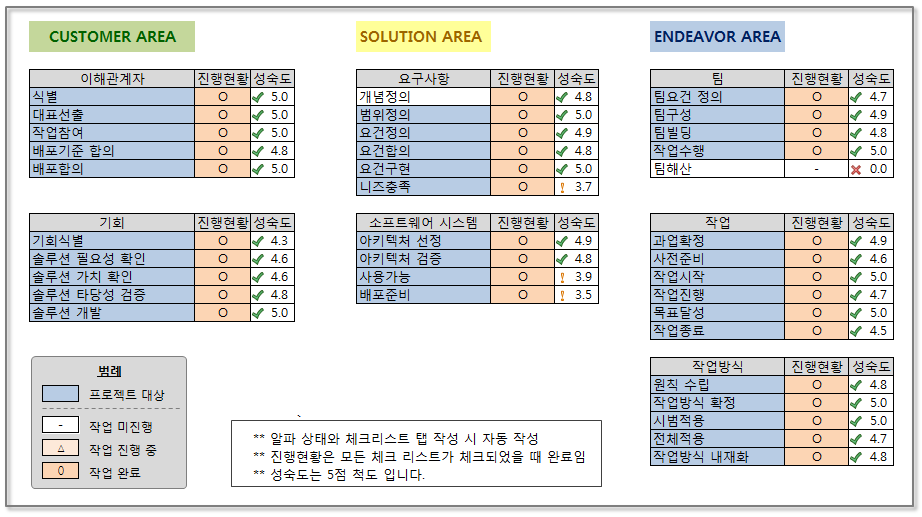 CUSTOMER AREA
이해관계자 진행현황 성숙도
식별 O 5.0
대표선출 O 5.0
작업참여 O 5.0
배포기준 합의 O 4.8
배포합의 O 5.0
기회 진행현황 성숙도
기회식별 O 4.3
솔루션 필요성 확인 O 4.6
솔루션 가치 확인 O 4.6
솔루션 타당성 검증 O 4.8
솔루션 개발 O 5.0
SOLUTION AREA
요구사항 진행현황 성숙도
개념정의 O 4.8
범위정의 O 5.0
요건정의 O 4.9
요건합의 O 4.8
요건구현 O 5.0
니즈충족 O ! 3.7
소프트웨어 시스템 진행현황 성숙도
아키텍처 선정 O 4.9
아키텍처 검증 O 4.8
사용가능 O ! 3.9
배포준비 O ! 3.5
ENDEAVOR AREA
팀 진행현황 성숙도
팀요건 정의 O 4.7
팀구성 O 4.9
팀빌딩 O 4.8
작업수행 O 5.0
팀해산 - 0.0
작업 진행현황 성숙도
과업확정 O 4.9
사전준비 O 4.6
작업시작 O 5.0
작업진행 O 4.7
목표달성 O 5.0
작업종료 O 4.5
작업방식 진행현황 성숙도
원칙 수립 O 4.8
작업방식 확정 O 5.0
시범적용 O 5.0
전체적용 O 4.7
작업방식 내재화 O 4.8
범례
프로젝트 대상
- 작업 미진행
△ 작업 진행 중
O 작업 완료
`
** 알파 상태와 체크리스트 탭 작성 시 자동 작성
** 진행현황은 모든 체크 리스트가 체크되었을 때 완료임
** 성숙도는 5점 척도 입니다.